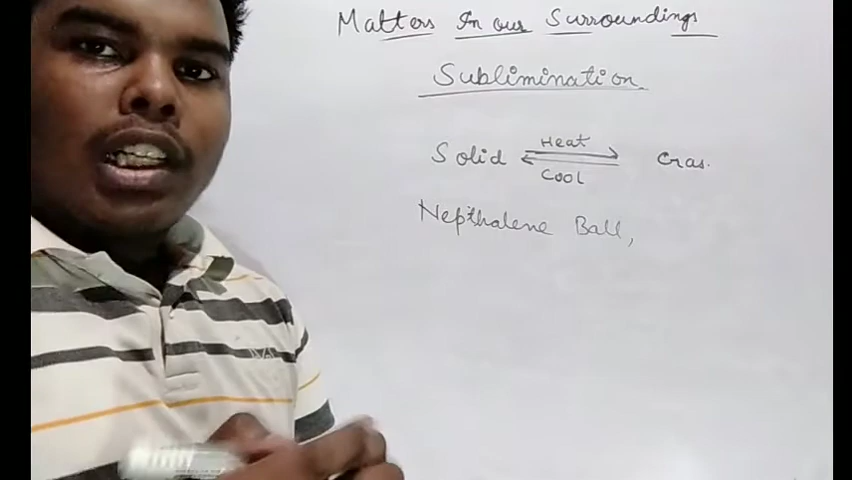 Matters In our Surroundings
Sublimination
Solid Heat Cool Gas.
Nepthalene Ball,